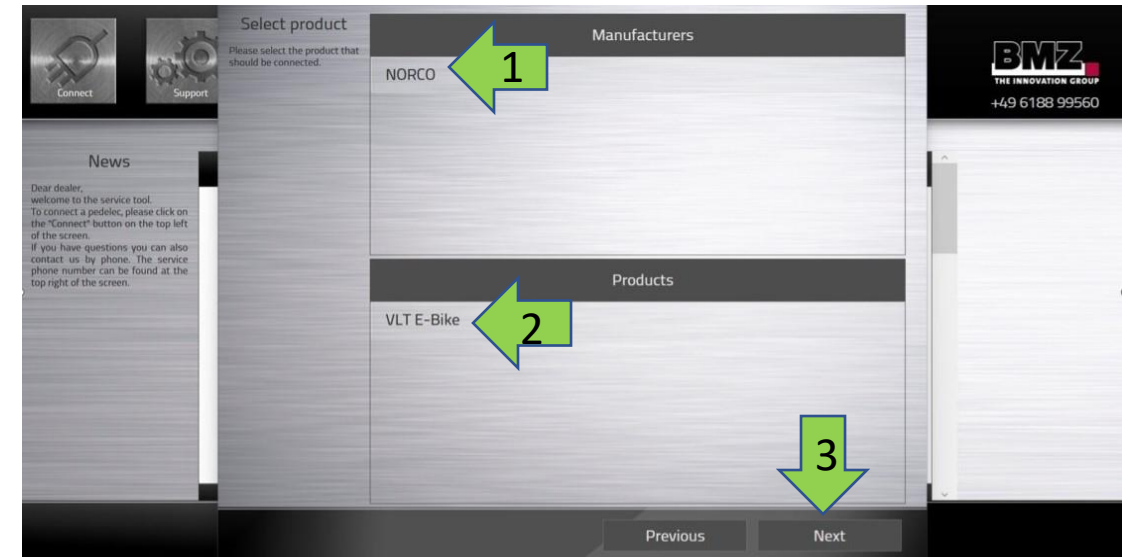 Connect
Support
Select product
Please select the product that
should be connected.
Manufacturers
NORCO
1
BMZ
THE INNOVATION GROUP
+49 6188 99560
News
Dear dealer,
welcome to the service tool.
To connect a pedelec, please click on
the "Connect"-button on the top left
of the screen.
If you have questions you can also
contact us by phone. The service
phone number can be found at the
top right of the screen.
Products
VLT E-Bike
2
3
Previous
Next